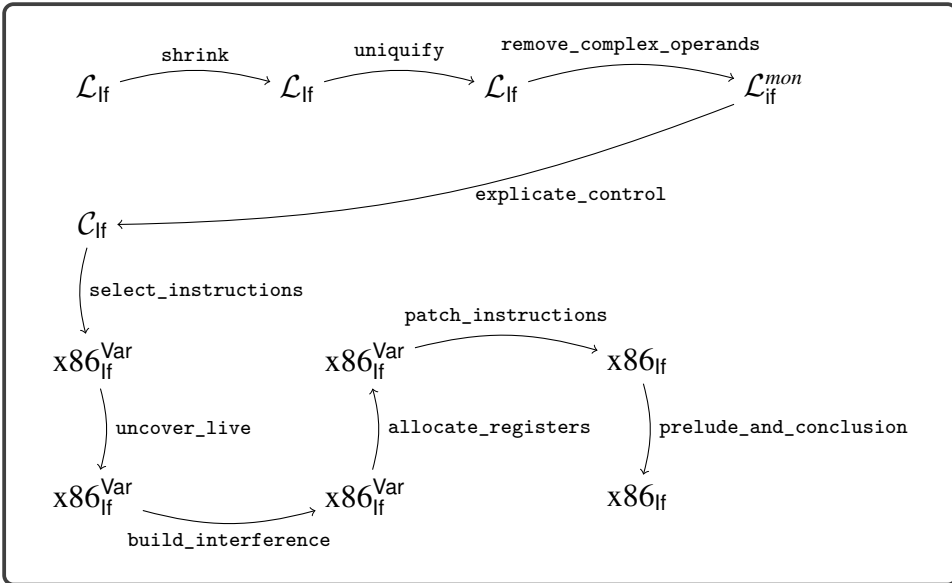 shrink uniquify remove_complex_operands
ℒ_If ℒ_If ℒ_If ℒ_if^mon
explicate_control
𝒞_If
select_instructions
patch_instructions
x86_If^Var x86_If^Var x86_If
uncover_live allocate_registers prelude_and_conclusion
x86_If^Var x86_If^Var x86_If
build_interference